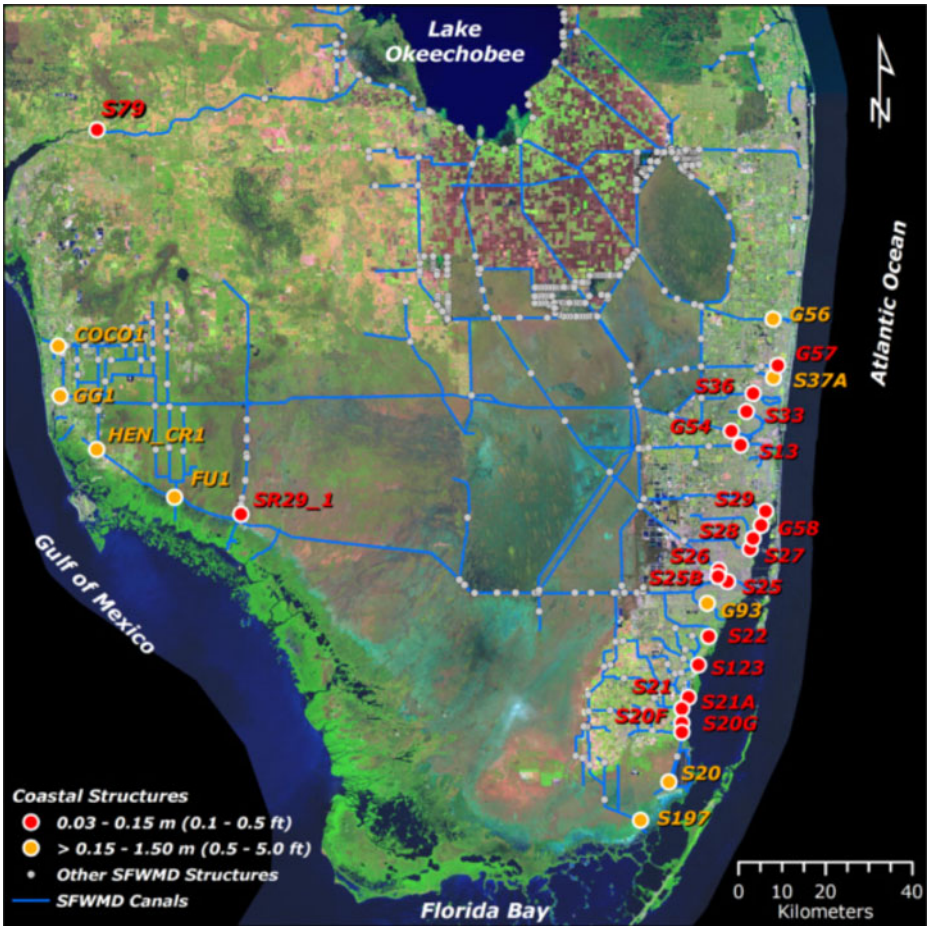 Lake
Okeechobee
S79
N
Atlantic Ocean
G56
COCO1
G57
S37A
S36
GG1
S33
G54
HEN_CR1
S13
FU1
SR29_1
S29
G58
S28
S27
S26
S25B
S25
Gulf of Mexico
G93
S22
S123
S21
S21A
S20F
S20G
S20
S197
Coastal Structures
0.03 - 0.15 m (0.1 - 0.5 ft)
> 0.15 - 1.50 m (0.5 - 5.0 ft)
Other SFWMD Structures
SFWMD Canals
Florida Bay
0 10 20 40
Kilometers